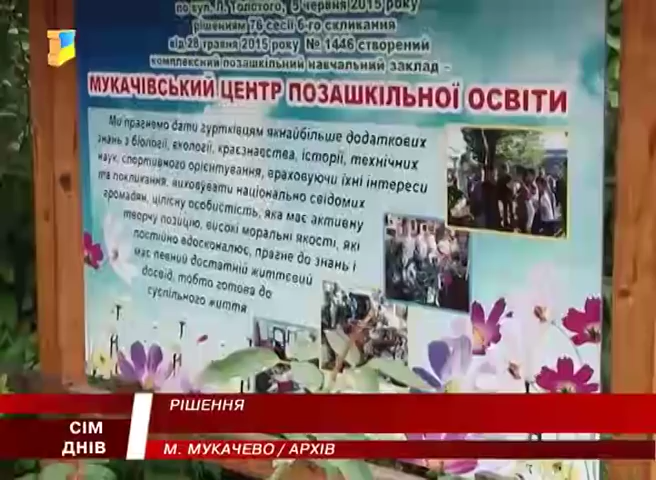 по вул. Л. Толстого, 5 червня 2015 року
рішенням 76 сесії 6-го скликання
від 28 травня 2015 року № 1446 створений
комплексний позашкільний навчальний заклад –
МУКАЧІВСЬКИЙ ЦЕНТР ПОЗАШКІЛЬНОЇ ОСВІТИ
Ми прагнемо дати гуртківцям якнайбільше додаткових
знань з біології, екології, краєзнавства, історії, технічних
наук, спортивного орієнтування, враховуючи їхні інтереси
та покликання, виховувати національно свідомих
громадян, цілісну особистість, яка має активну
творчу позицію, високі моральні якості, які
постійно вдосконалює, прагне до знань і
має певний достатній життєвий
досвід, тобто готова до
суспільного життя
РІШЕННЯ
СІМ
ДНІВ
М. МУКАЧЕВО / АРХІВ